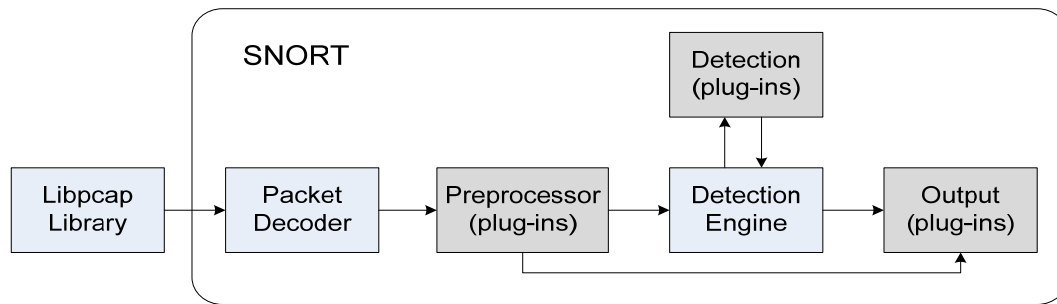 SNORT
Detection
(plug-ins)
Libpcap
Library
Packet
Decoder
Preprocessor
(plug-ins)
Detection
Engine
Output
(plug-ins)